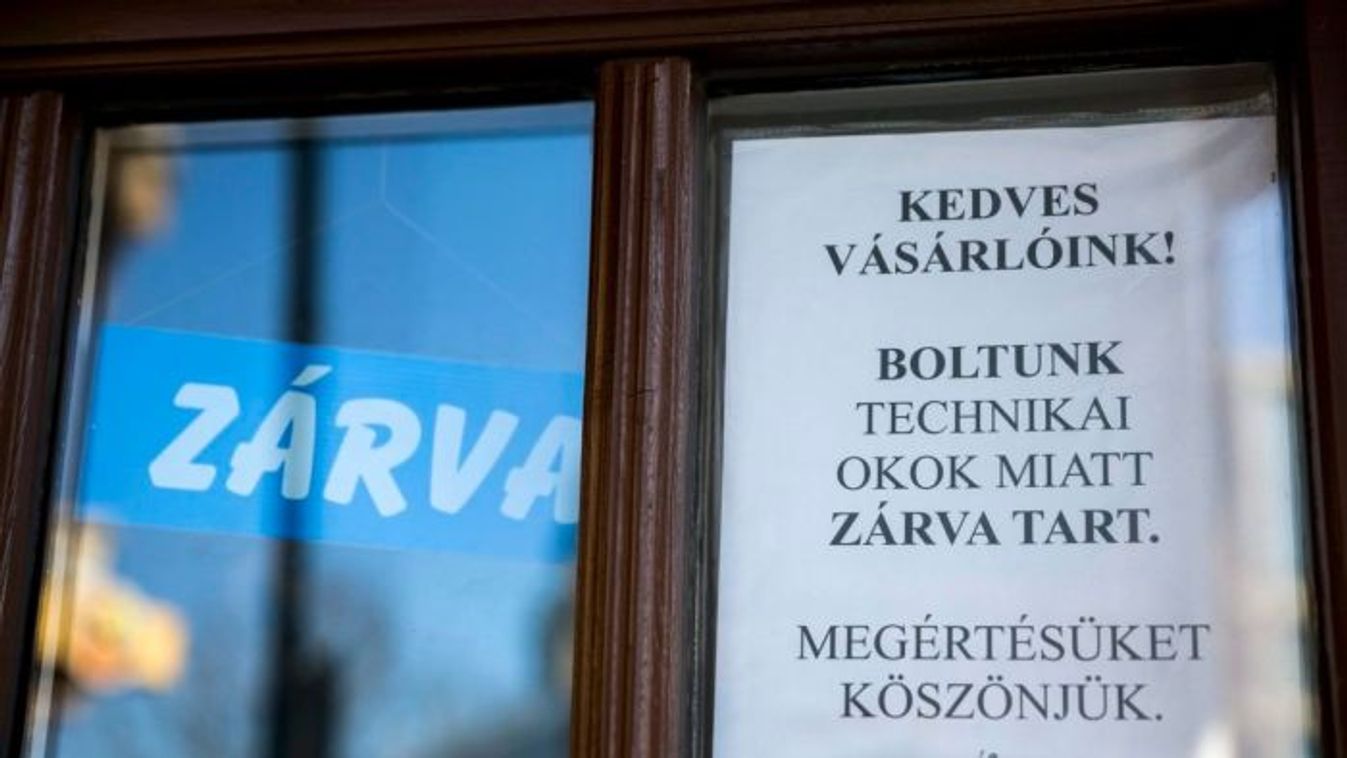 ZÁRVA
KEDVES
VÁSÁRLÓINK!
BOLTUNK
TECHNIKAI
OKOK MIATT
ZÁRVA TART.
MEGÉRTÉSÜKET
KÖSZÖNJÜK.